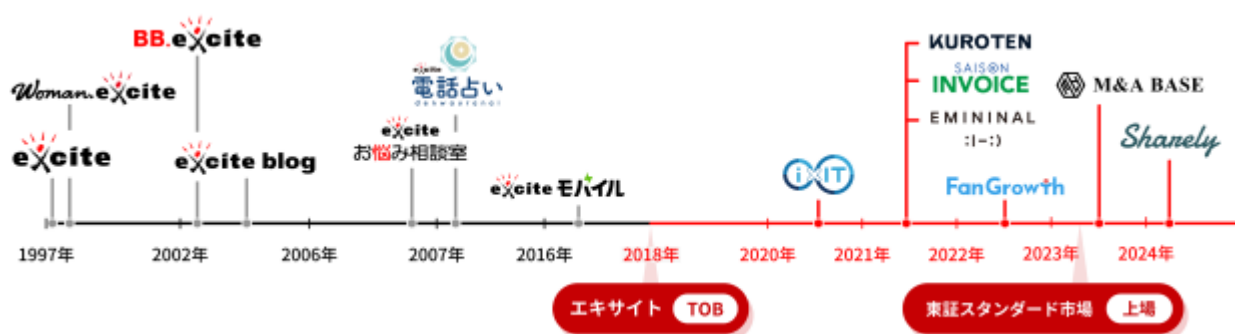 BB.excite
Woman.excite
excite
excite blog
excite
電話占い
denwauranai
excite
お悩み相談室
excite モバイル
iXIT
KUROTEN
SAISON
INVOICE
EMININAL
:|-:)
FanGrowth
M&A BASE
Sharely
1997年
2002年
2006年
2007年
2016年
2018年
2020年
2021年
2022年
2023年
2024年
エキサイト TOB
東証スタンダード市場 上場